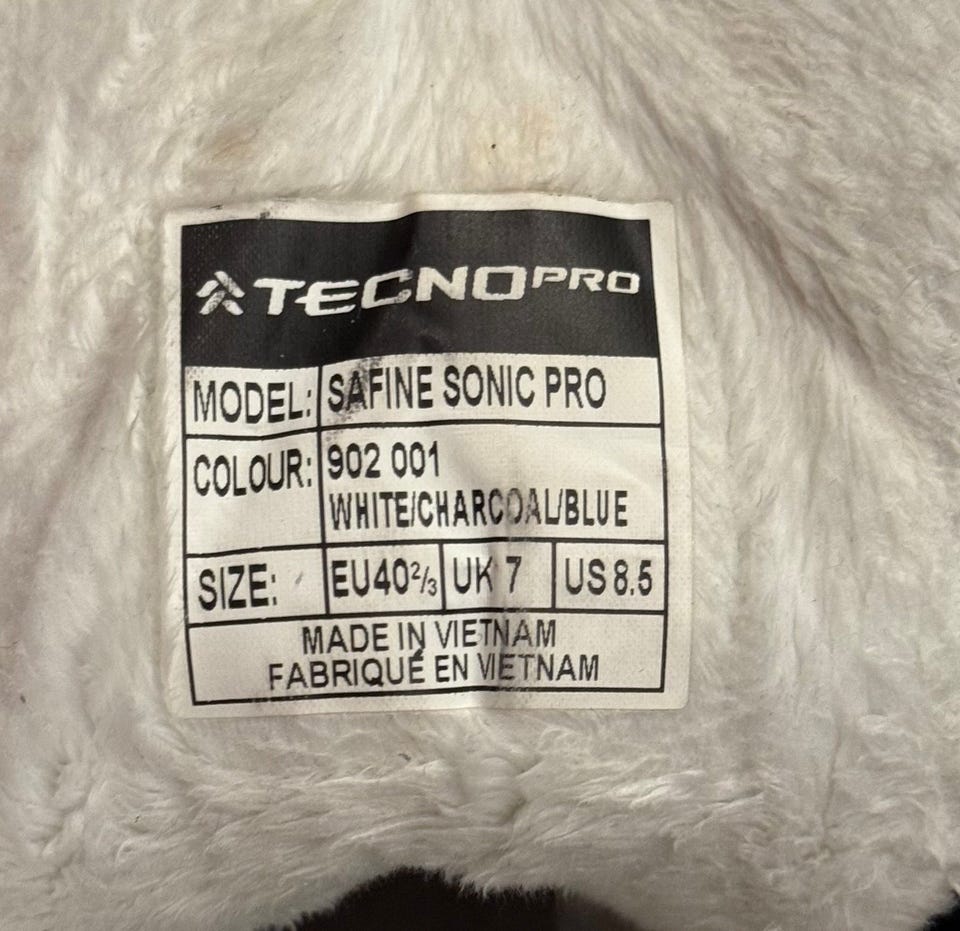 TECNOPRO
MODEL: SAFINE SONIC PRO
COLOUR: 902 001
WHITE/CHARCOAL/BLUE
SIZE: EU40²/₃ UK 7 US 8.5
MADE IN VIETNAM
FABRIQUÉ EN VIETNAM